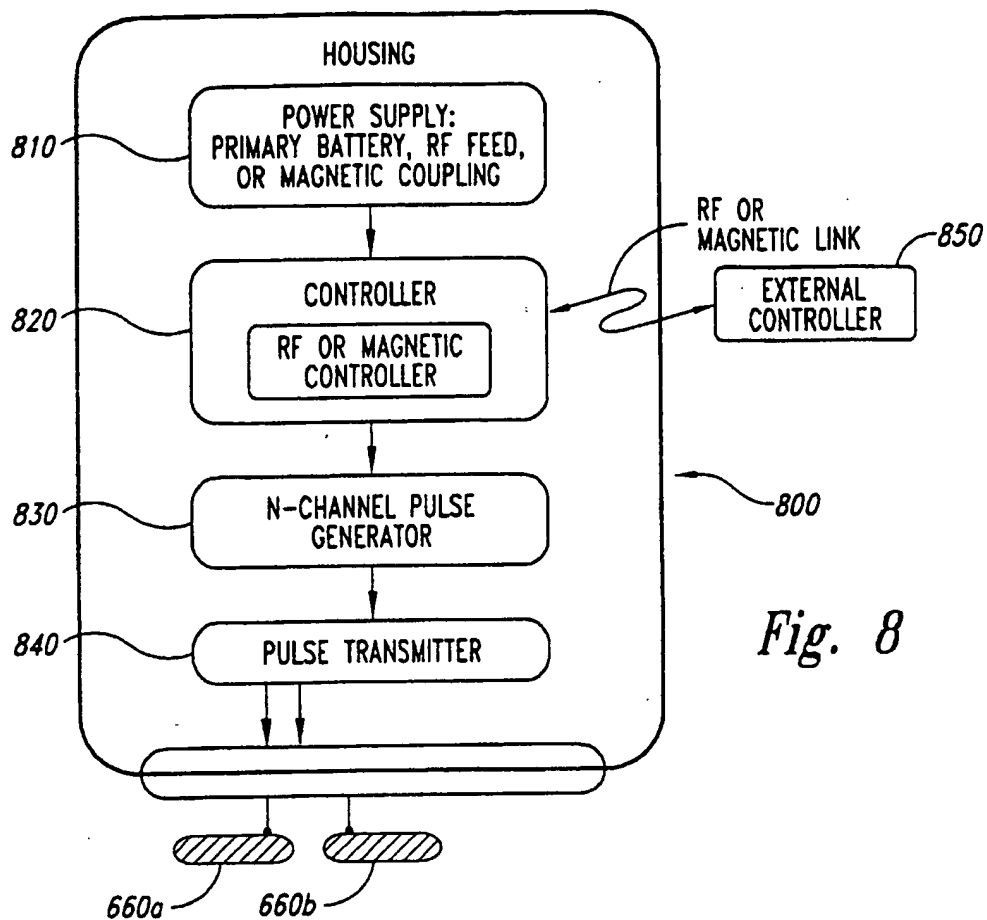 HOUSING
810
POWER SUPPLY:
PRIMARY BATTERY, RF FEED,
OR MAGNETIC COUPLING
RF OR
MAGNETIC LINK
850
EXTERNAL
CONTROLLER
820
CONTROLLER
RF OR MAGNETIC
CONTROLLER
830
N-CHANNEL PULSE
GENERATOR
800
840
PULSE TRANSMITTER
Fig. 8
660a
660b